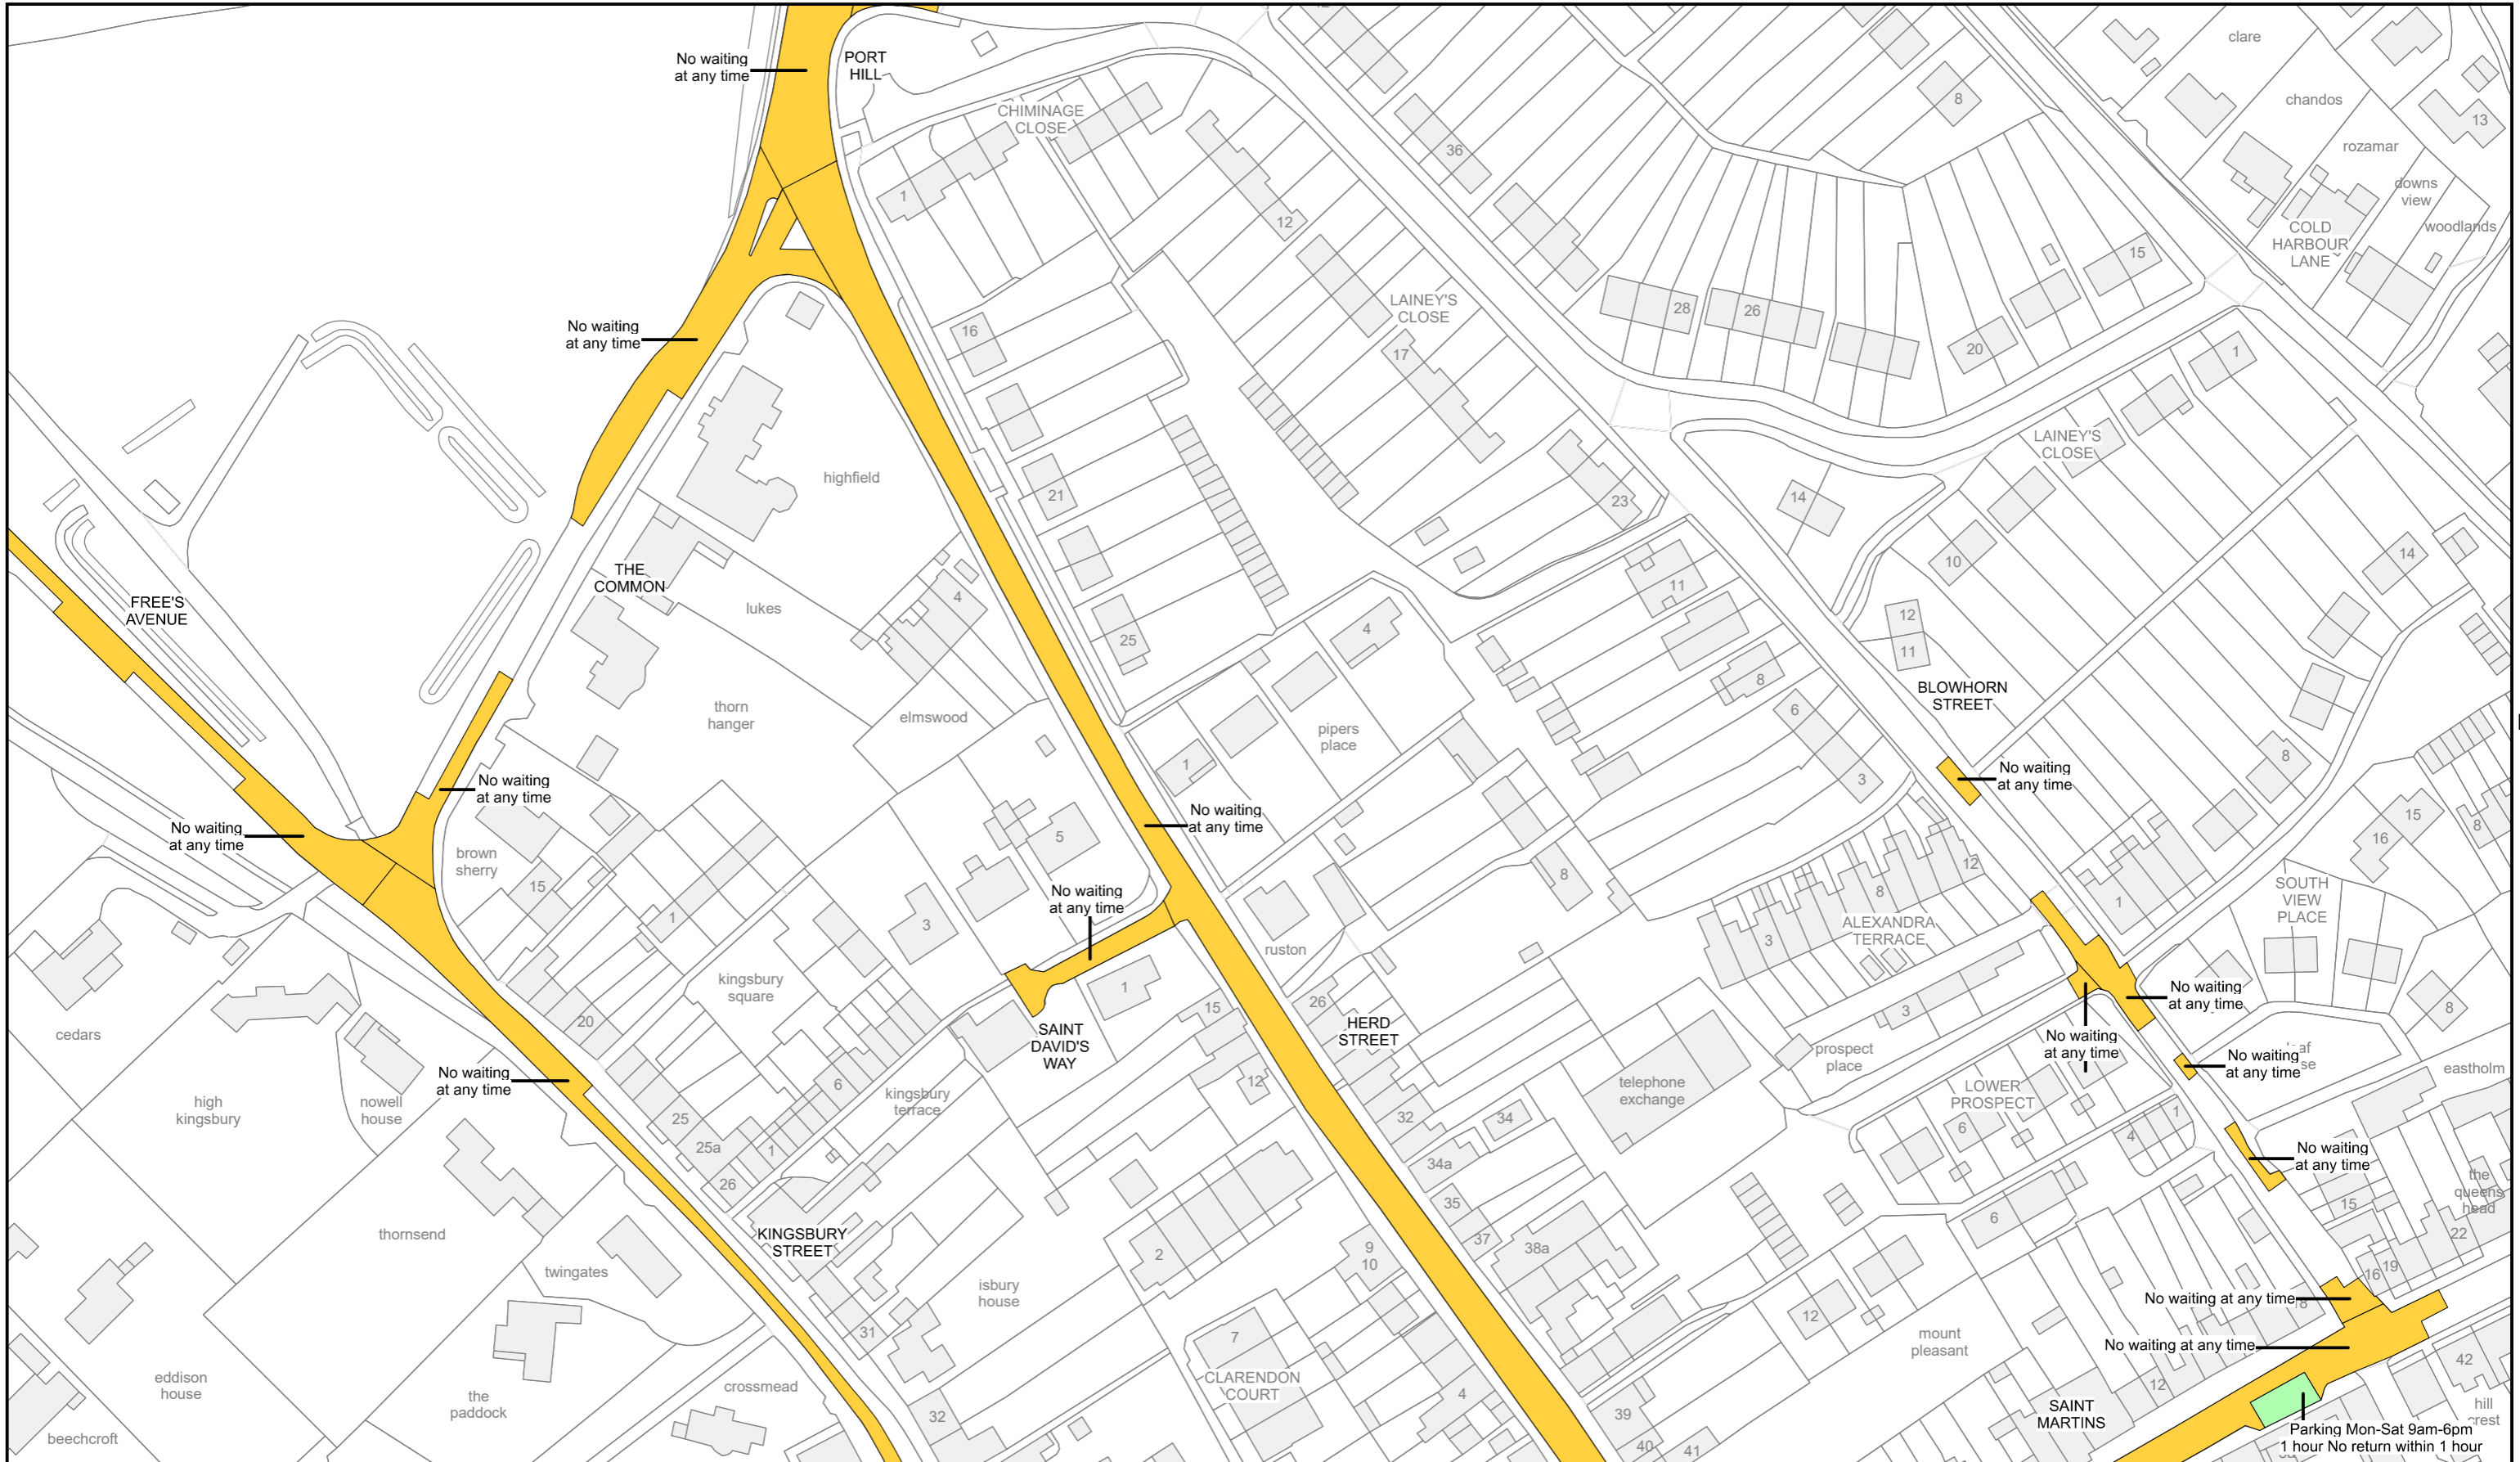 No waiting
at any time
PORT
HILL
CHIMINAGE
CLOSE
1
12
36
8
clare
chandos
13
rozamar
downs
view
woodlands
COLD
HARBOUR
LANE
15
28
26
20
1
16
LAINEY'S
CLOSE
17
No waiting
at any time
LAINEY'S
CLOSE
highfield
21
23
14
10
14
THE
COMMON
FREE'S
AVENUE
lukes
4
25
4
11
12
11
8
BLOWHORN
STREET
6
thorn
hanger
elmswood
pipers
place
1
3
8
No waiting
at any time
No waiting
at any time
No waiting
at any time
No waiting
at any time
brown
sherry
15
5
15
16
8
8
12
8
1
SOUTH
VIEW
PLACE
No waiting
at any time
1
3
ruston
3
ALEXANDRA
TERRACE
kingsbury
square
1
15
26
HERD
STREET
3
No waiting
at any time
8
20
cedars
SAINT
DAVID'S
WAY
prospect
place
No waiting
at any time
No waiting
at any time
No waiting
at any time
high
kingsbury
nowell
house
6
kingsbury
terrace
12
telephone
exchange
LOWER
PROSPECT
eastholm
25
25a
1
26
32
34
34a
6
4
1
No waiting
at any time
the
queens
head
15
22
35
37
38a
6
thornsend
KINGSBURY
STREET
2
9
10
twingates
isbury
house
16
19
No waiting at any time
12
31
7
mount
pleasant
No waiting at any time
42
eddison
house
the
paddock
crossmead
CLARENDON
COURT
4
12
32
39
40
41
SAINT
MARTINS
hill
crest
beechcroft
Parking Mon-Sat 9am-6pm
1 hour No return within 1 hour